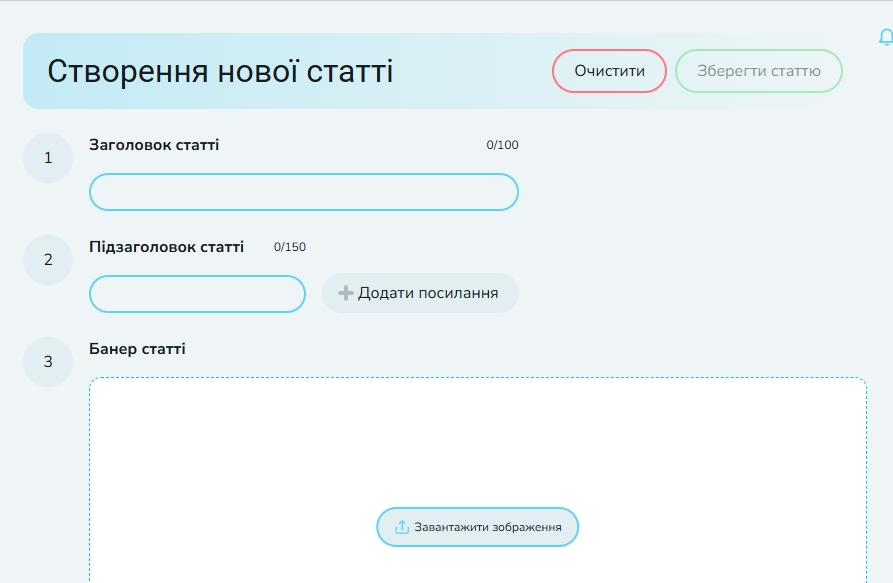 Створення нової статті
Очистити
Зберегти статтю
1
Заголовок статті
0/100
2
Підзаголовок статті
0/150
Додати посилання
3
Банер статті
Завантажити зображення